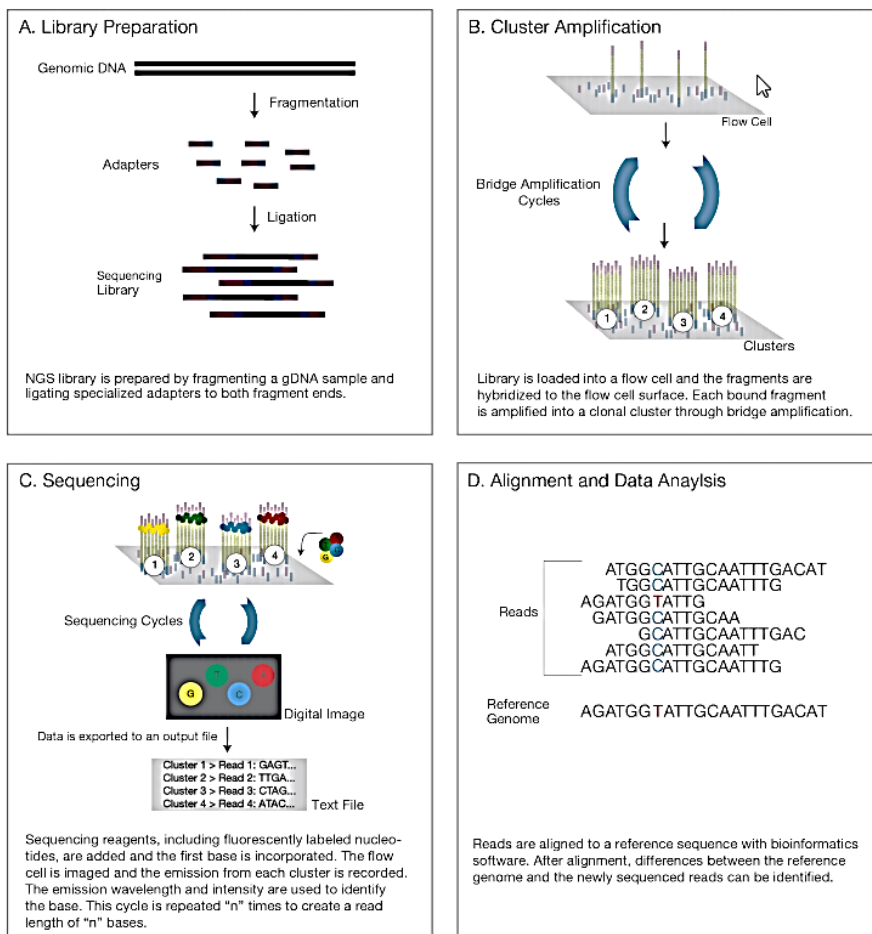 A. Library Preparation
Genomic DNA
Fragmentation
Adapters
Ligation
Sequencing
Library
NGS library is prepared by fragmenting a gDNA sample and
ligating specialized adapters to both fragment ends.
B. Cluster Amplification
Flow Cell
Bridge Amplification
Cycles
1
2
3
4
Clusters
Library is loaded into a flow cell and the fragments are
hybridized to the flow cell surface. Each bound fragment
is amplified into a clonal cluster through bridge amplification.
C. Sequencing
1
2
3
4
G
Sequencing Cycles
T
G
C
Digital Image
Data is exported to an output file
Cluster 1 > Read 1: GAGT...
Cluster 2 > Read 2: TTGA...
Cluster 3 > Read 3: CTAG...
Cluster 4 > Read 4: ATAC...
Text File
Sequencing reagents, including fluorescently labeled nucleo-
tides, are added and the first base is incorporated. The flow
cell is imaged and the emission from each cluster is recorded.
The emission wavelength and intensity are used to identify
the base. This cycle is repeated “n” times to create a read
length of “n” bases.
D. Alignment and Data Anaylsis
ATGGCATTGCAATTTGACAT
TGGCATTGCAATTTG
Reads
AGATGGTATTG
GATGGCATTGCAA
GCATTGCAATTTGAC
ATGGCATTGCAATT
AGATGGCATTGCAATTTG
Reference
Genome
AGATGGTATTGCAATTTGACAT
Reads are aligned to a reference sequence with bioinformatics
software. After alignment, differences between the reference
genome and the newly sequenced reads can be identified.